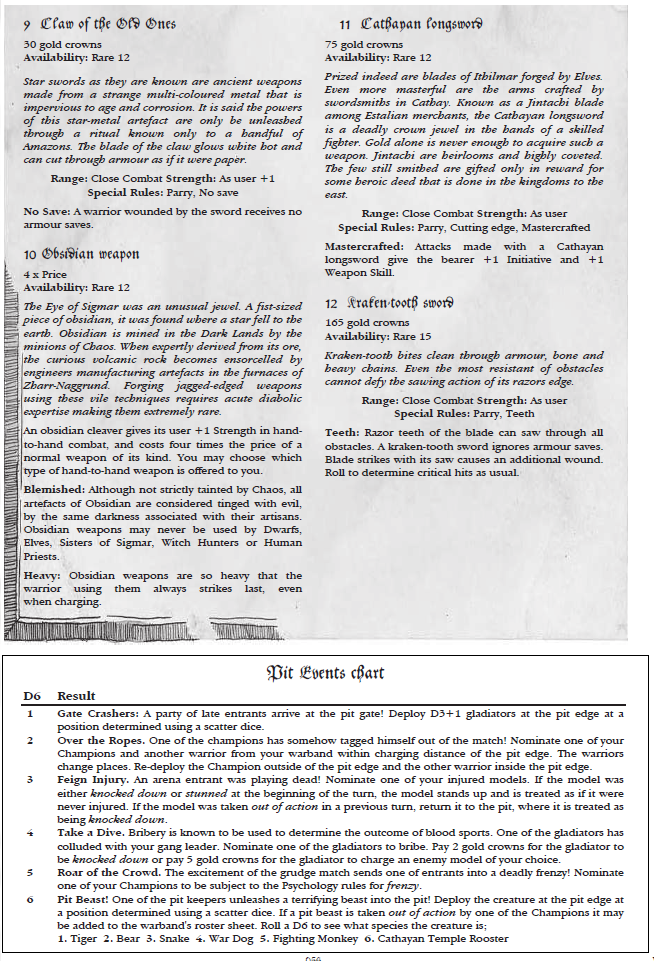 9 Claw of the Old Ones
30 gold crowns
Availability: Rare 12
Star swords as they are known are ancient weapons
made from a strange multi-coloured metal that is
impervious to age and corrosion. It is said the powers
of this star-metal artefact are only be unleashed
through a ritual known only to a handful of
Amazons. The blade of the claw glows white hot and
can cut through armour as if it were paper.
Range: Close Combat Strength: As user +1
Special Rules: Parry, No save
No Save: A warrior wounded by the sword receives no
armour saves.
10 Obsidian weapon
4 x Price
Availability: Rare 12
The Eye of Sigmar was an unusual jewel. A fist-sized
piece of obsidian, it was found where a star fell to the
earth. Obsidian is mined in the Dark Lands by the
minions of Chaos. When expertly derived from its ore,
the curious volcanic rock becomes ensorcelled by
engineers manufacturing artefacts in the furnaces of
Zharr-Naggrund. Forging jagged-edged weapons
using these vile techniques requires acute diabolic
expertise making them extremely rare.
An obsidian cleaver gives its user +1 Strength in hand-
to-hand combat, and costs four times the price of a
normal weapon of its kind. You may choose which
type of hand-to-hand weapon is offered to you.
Blemished: Although not strictly tainted by Chaos, all
artefacts of Obsidian are considered tinged with evil,
by the same darkness associated with their artisans.
Obsidian weapons may never be used by Dwarfs,
Elves, Sisters of Sigmar, Witch Hunters or Human
Priests.
Heavy: Obsidian weapons are so heavy that the
warrior using them always strikes last, even
when charging.
11 Cathayan longsword
75 gold crowns
Availability: Rare 12
Prized indeed are blades of Ithilmar forged by Elves.
Even more masterful are the arms crafted by
swordsmiths in Cathay. Known as a Jintachi blade
among Estalian merchants, the Cathayan longsword
is a deadly crown jewel in the hands of a skilled
fighter. Gold alone is never enough to acquire such a
weapon. Jintachi are heirlooms and highly coveted.
The few still smithed are gifted only in reward for
some heroic deed that is done in the kingdoms to the
east.
Range: Close Combat Strength: As user
Special Rules: Parry, Cutting edge, Mastercrafted
Mastercrafted: Attacks made with a Cathayan
longsword give the bearer +1 Initiative and +1
Weapon Skill.
12 Kraken-tooth sword
165 gold crowns
Availability: Rare 15
Kraken-tooth bites clean through armour, bone and
heavy chains. Even the most resistant of obstacles
cannot defy the sawing action of its razors edge.
Range: Close Combat Strength: As user
Special Rules: Parry, Teeth
Teeth: Razor teeth of the blade can saw through all
obstacles. A kraken-tooth sword ignores armour saves.
Blade strikes with its saw causes an additional wound.
Roll to determine critical hits as usual.
Pit Events chart
D6 Result
1 Gate Crashers: A party of late entrants arrive at the pit gate! Deploy D3+1 gladiators at the pit edge at a
position determined using a scatter dice.
2 Over the Ropes. One of the champions has somehow tagged himself out of the match! Nominate one of your
Champions and another warrior from your warband within charging distance of the pit edge. The warriors
change places. Re-deploy the Champion outside of the pit edge and the other warrior inside the pit edge.
3 Feign Injury. An arena entrant was playing dead! Nominate one of your injured models. If the model was
either knocked down or stunned at the beginning of the turn, the model stands up and is treated as if it were
never injured. If the model was taken out of action in a previous turn, return it to the pit, where it is treated as
being knocked down.
4 Take a Dive. Bribery is known to be used to determine the outcome of blood sports. One of the gladiators has
colluded with your gang leader. Nominate one of the gladiators to bribe. Pay 2 gold crowns for the gladiator to
be knocked down or pay 5 gold crowns for the gladiator to charge an enemy model of your choice.
5 Roar of the Crowd. The excitement of the grudge match sends one of entrants into a deadly frenzy! Nominate
one of your Champions to be subject to the Psychology rules for frenzy.
6 Pit Beast! One of the pit keepers unleashes a terrifying beast into the pit! Deploy the creature at the pit edge at
a position determined using a scatter dice. If a pit beast is taken out of action by one of the Champions it may
be added to the warband's roster sheet. Roll a D6 to see what species the creature is;
1. Tiger 2. Bear 3. Snake 4. War Dog 5. Fighting Monkey 6. Cathayan Temple Rooster